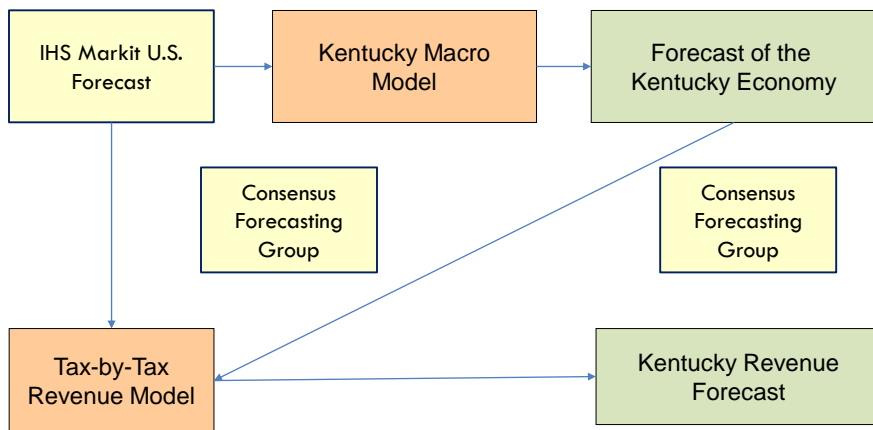 IHS Markit U.S.
Forecast
Kentucky Macro
Model
Forecast of the
Kentucky Economy
Consensus
Forecasting
Group
Consensus
Forecasting
Group
Tax-by-Tax
Revenue Model
Kentucky Revenue
Forecast